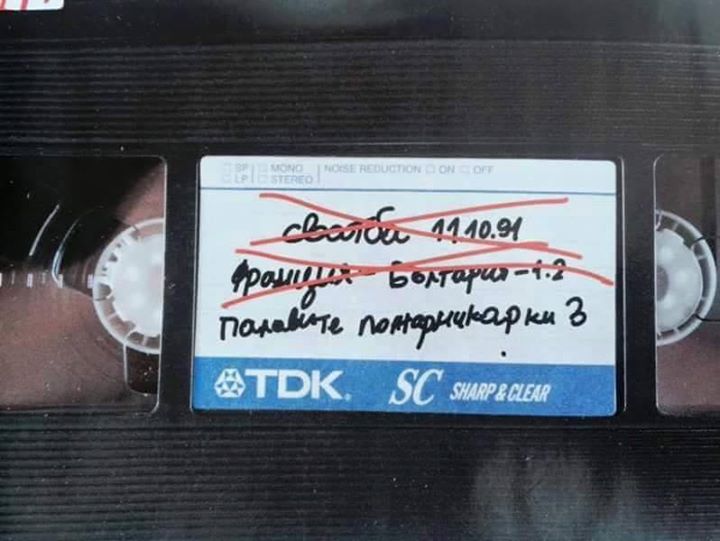 SP MONO NOISE REDUCTION ON OFF
LP STEREO
сватба 11.10.91
Франция - България - 1:2
Палавите пожарникарки 3
TDK SC SHARP & CLEAR